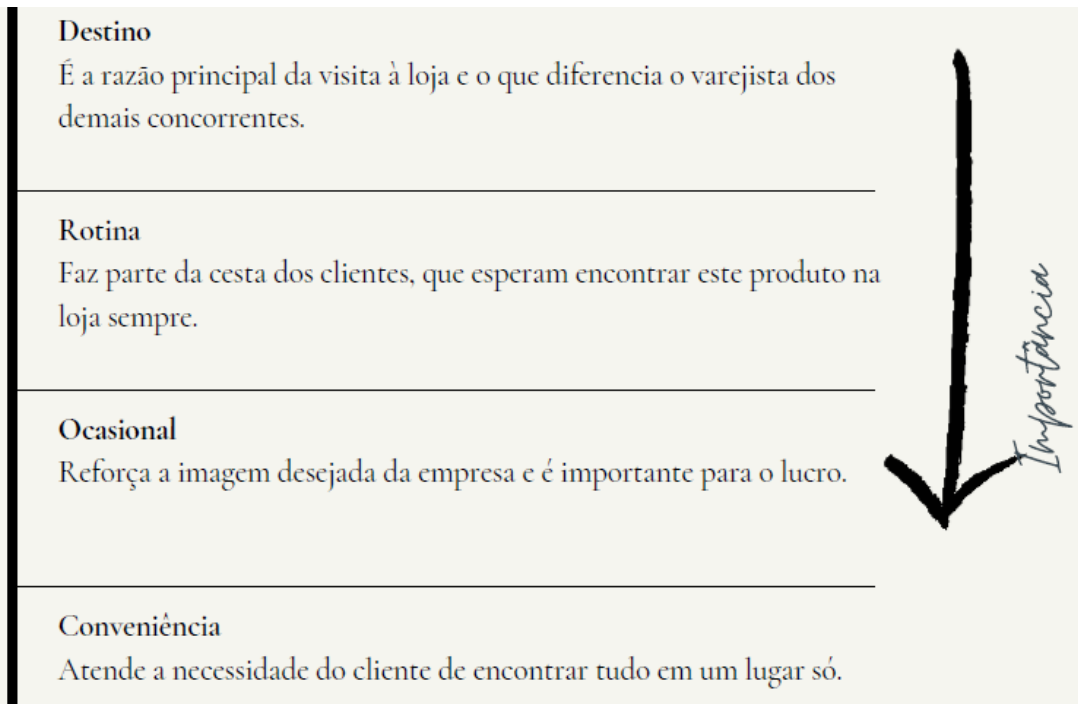 Destino
É a razão principal da visita à loja e o que diferencia o varejista dos
demais concorrentes.
Rotina
Faz parte da cesta dos clientes, que esperam encontrar este produto na
loja sempre.
Importância
Ocasional
Reforça a imagem desejada da empresa e é importante para o lucro.
Conveniência
Atende a necessidade do cliente de encontrar tudo em um lugar só.